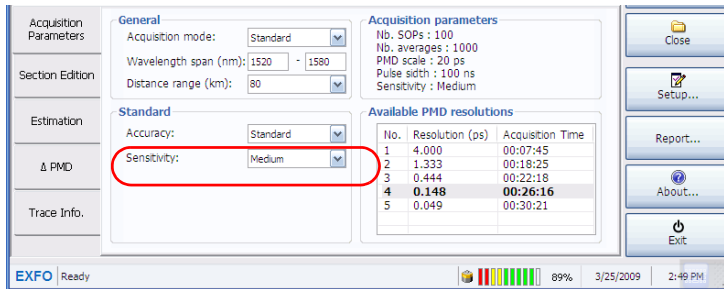 Acquisition
Parameters
Section Edition
Estimation
Δ PMD
Trace Info.
General
Acquisition mode: Standard
Wavelength span (nm): 1520 - 1580
Distance range (km): 80
Standard
Accuracy: Standard
Sensitivity: Medium
Acquisition parameters
Nb. SOPs : 100
Nb. averages : 1000
PMD scale : 20 ps
Pulse sidth : 100 ns
Sensitivity : Medium
Available PMD resolutions
No. Resolution (ps) Acquisition Time
1 4.000 00:07:45
2 1.333 00:18:25
3 0.444 00:22:18
4 0.148 00:26:16
5 0.049 00:30:21
Close
Setup...
Report...
About...
Exit
EXFO Ready 89% 3/25/2009 2:49 PM